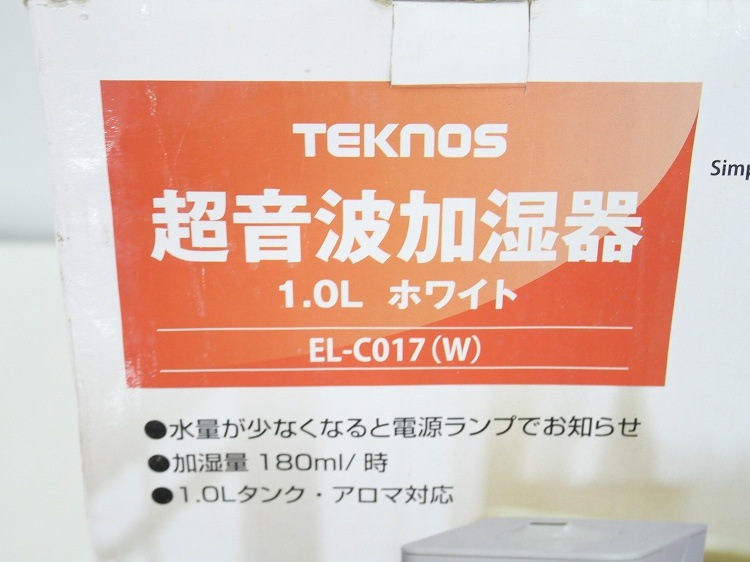 TEKNOS
Simp
超音波加湿器
1.0L ホワイト
EL-C017(W)
●水量が少なくなると電源ランプでお知らせ
●加湿量 180ml/ 時
●1.0Lタンク・アロマ対応